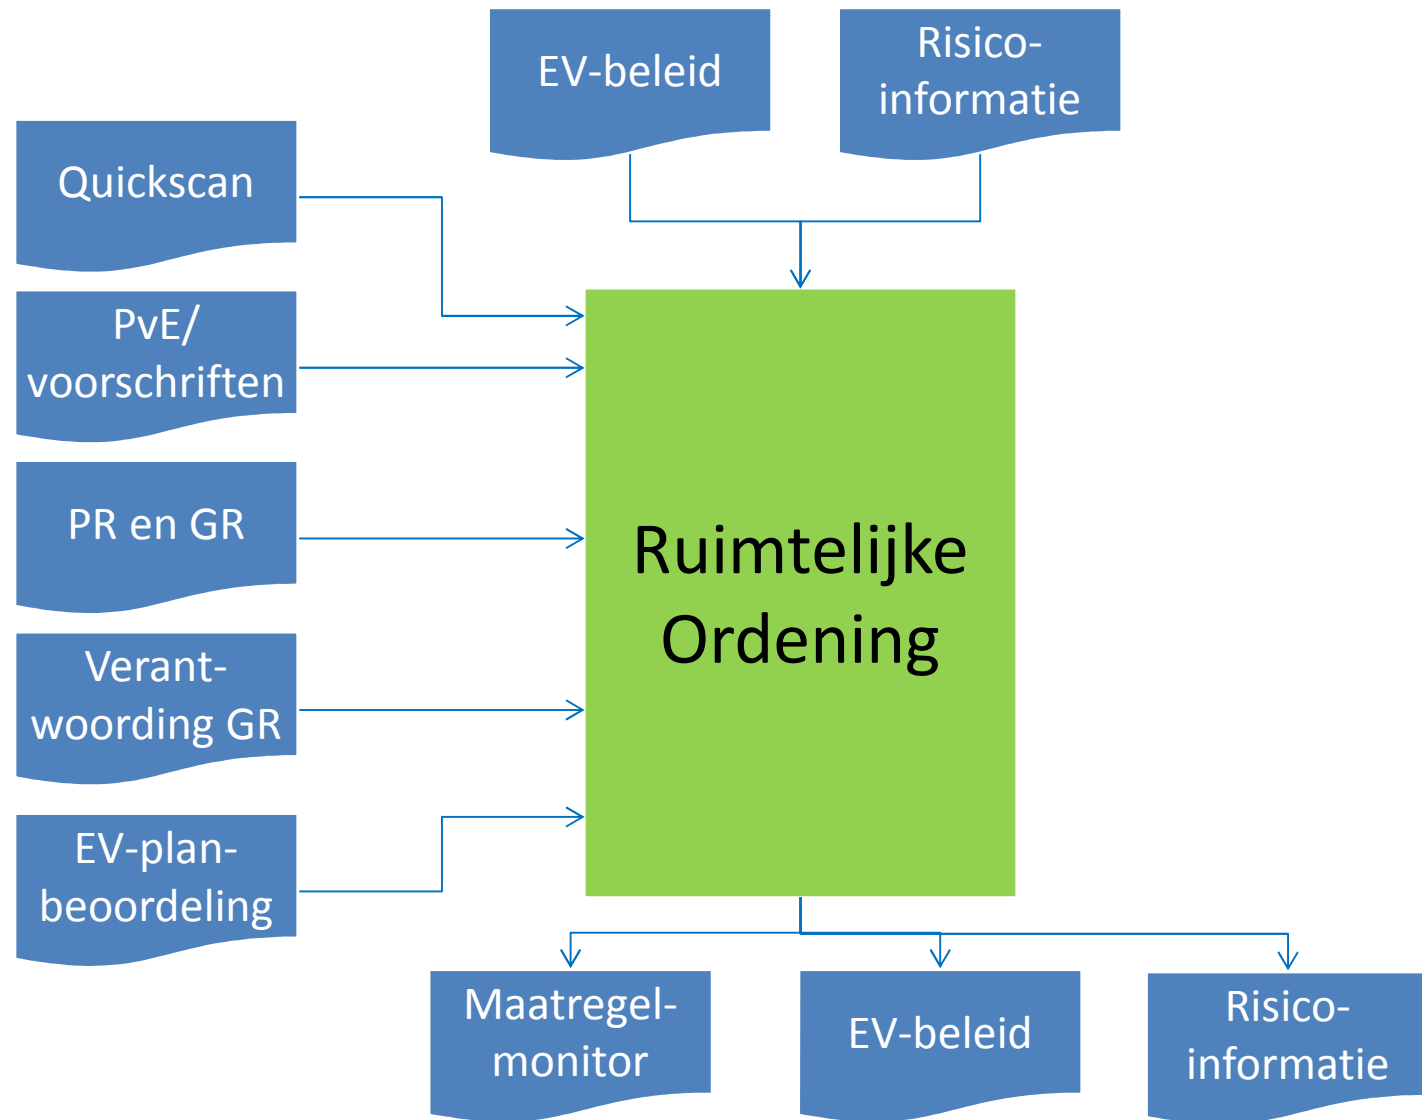 EV-beleid
Risico-
informatie
Quickscan
PvE/
voorschriften
PR en GR
Verant-
woording GR
EV-plan-
beoordeling
Ruimtelijke
Ordening
Maatregel-
monitor
EV-beleid
Risico-
informatie